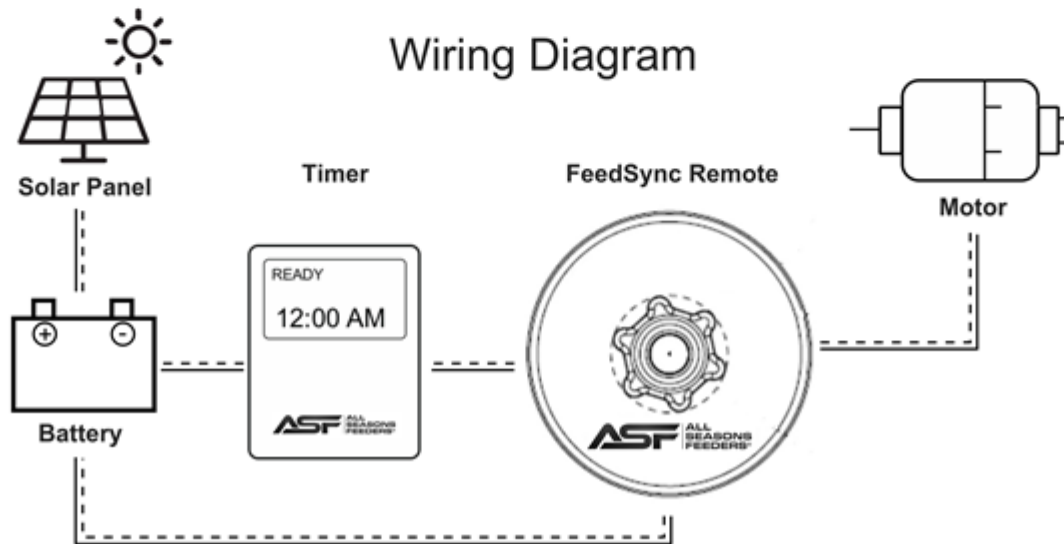 Wiring Diagram
Solar Panel
Timer
FeedSync Remote
Motor
READY
12:00 AM
+
-
ASF ALL
SEASONS
FEEDERS®
ASF ALL
SEASONS
FEEDERS®
Battery